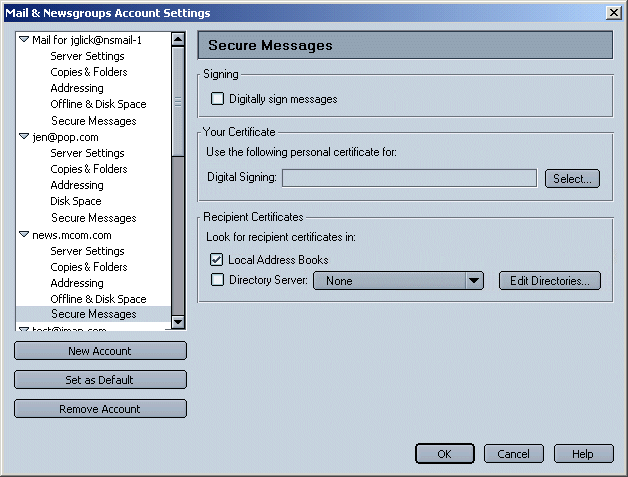 Mail & Newsgroups Account Settings
Mail for jglick@nsmail-1
Server Settings
Copies & Folders
Addressing
Offline & Disk Space
Secure Messages
jen@pop.com
Server Settings
Copies & Folders
Addressing
Disk Space
Secure Messages
news.mcom.com
Server Settings
Copies & Folders
Addressing
Offline & Disk Space
Secure Messages
test@imap.com
New Account
Set as Default
Remove Account
Secure Messages
Signing
Digitally sign messages
Your Certificate
Use the following personal certificate for:
Digital Signing:
Select...
Recipient Certificates
Look for recipient certificates in:
Local Address Books
Directory Server: None Edit Directories...
OK Cancel Help